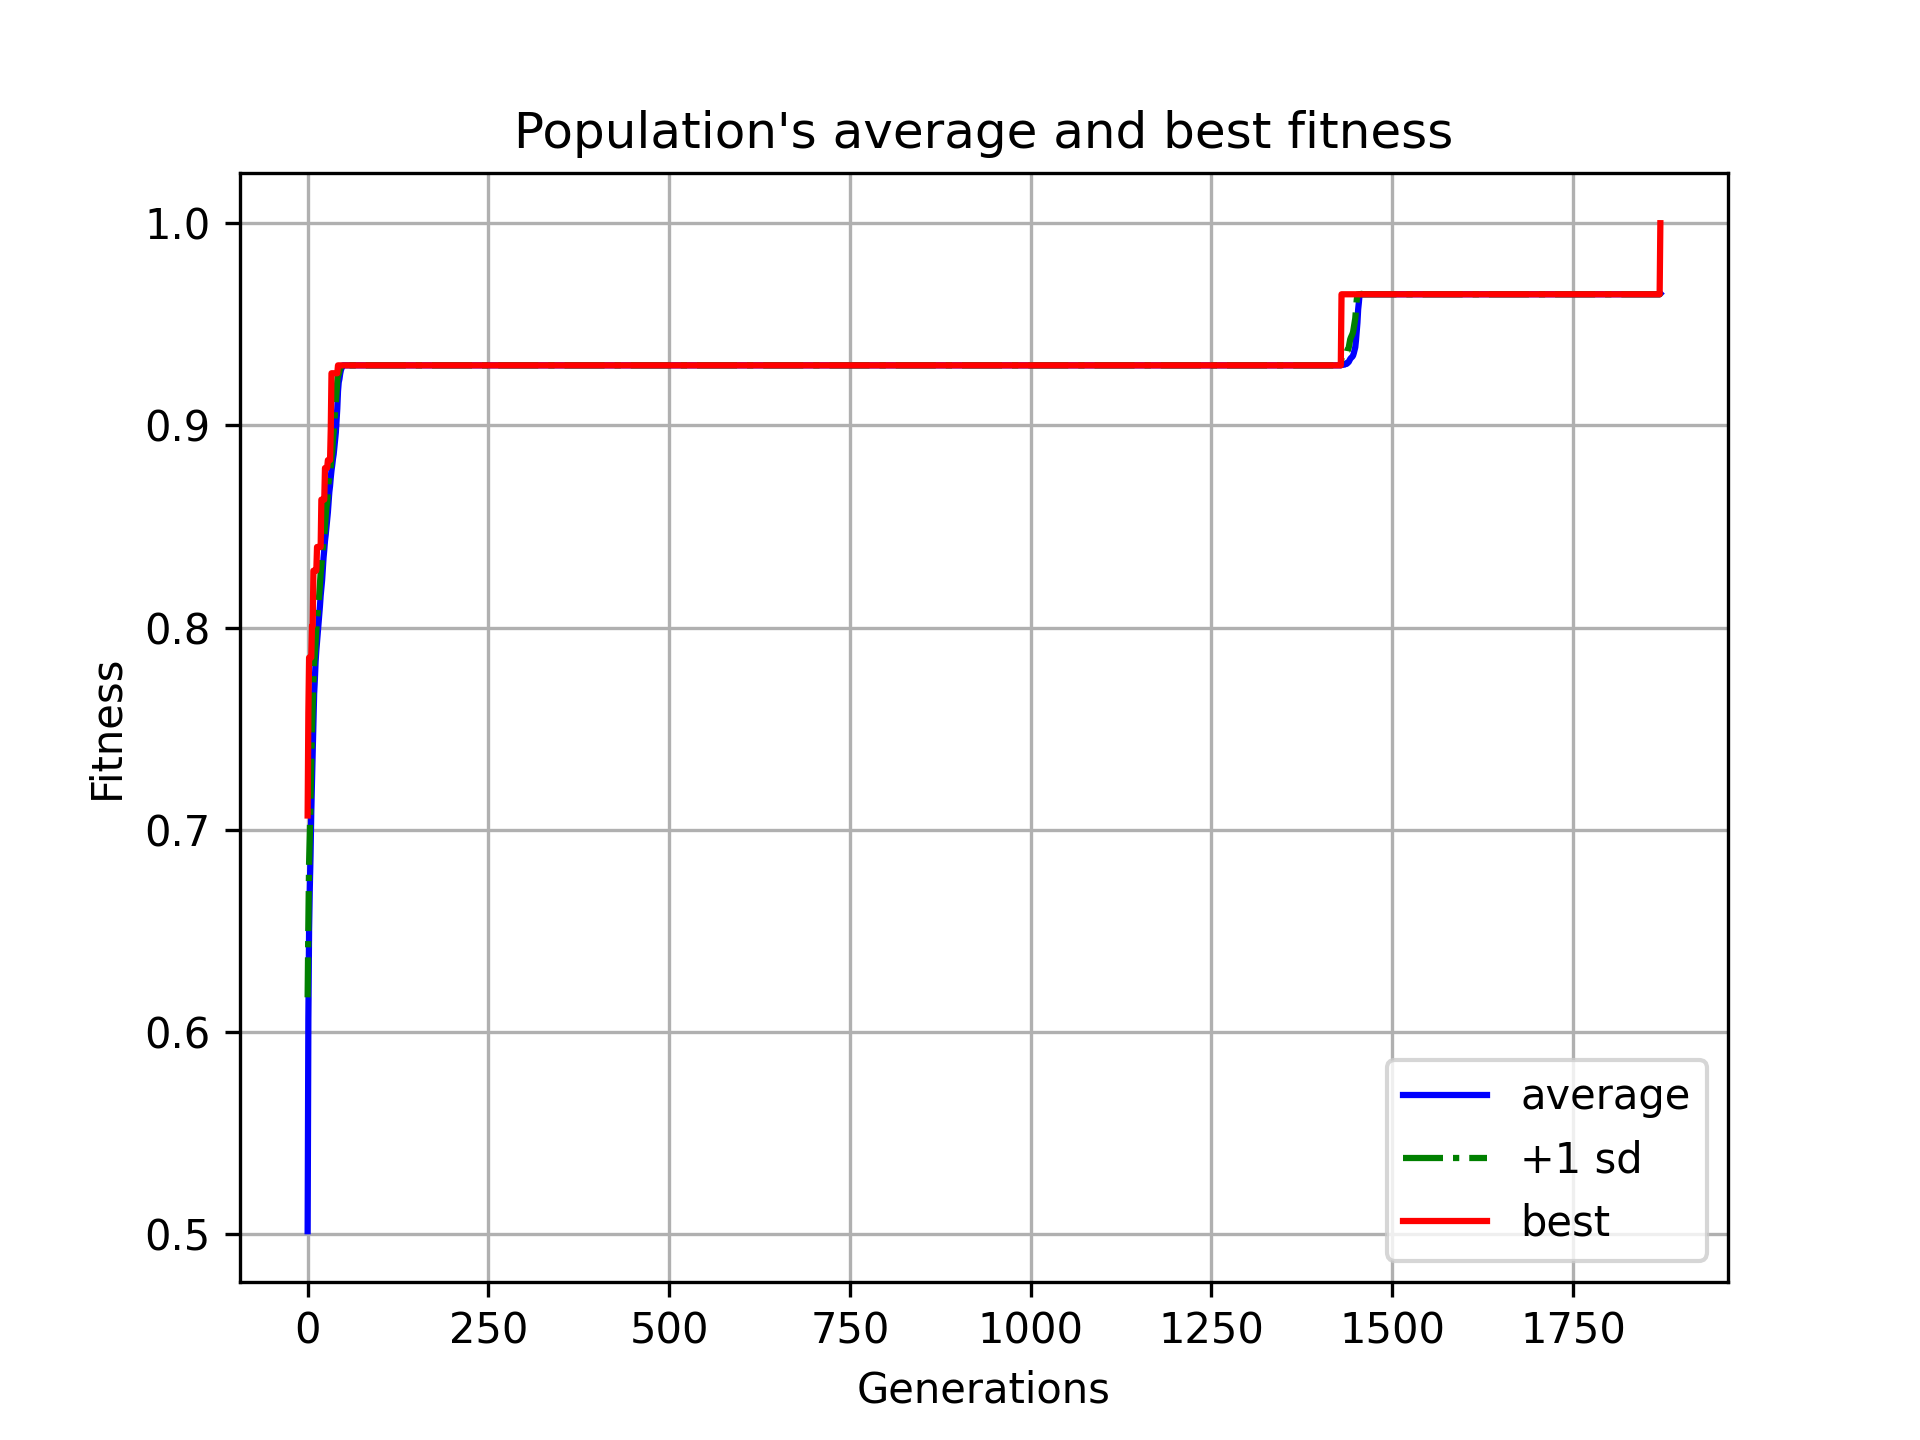 Population's average and best fitness
1.0
0.9
0.8
0.7
0.6
0.5
Fitness
0 250 500 750 1000 1250 1500 1750
Generations
average
+1 sd
best